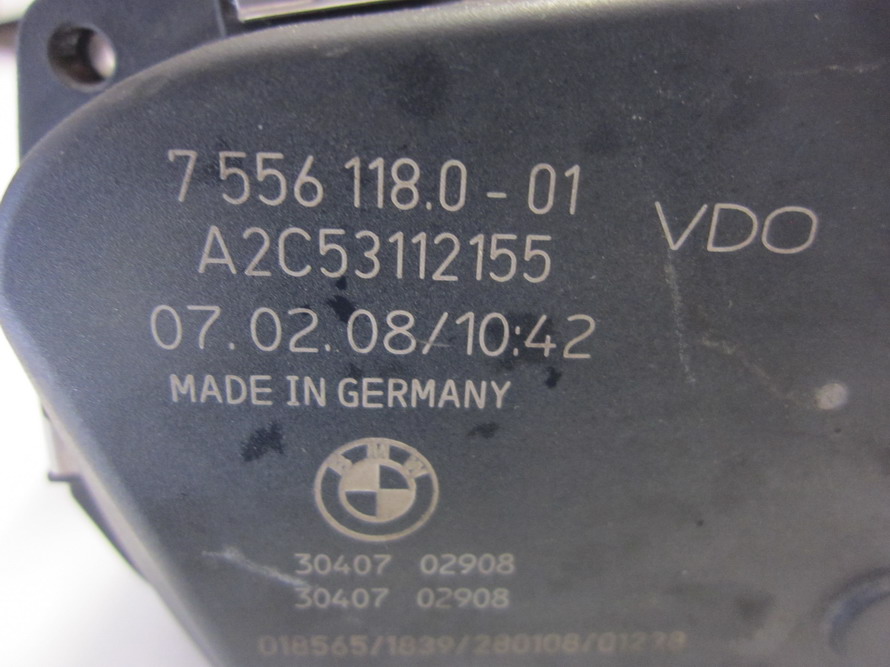 7 556 118.0 - 01
A2C53112155
VDO
07.02.08/10:42
MADE IN GERMANY
BMW
30407 02908
30407 02908
018565/1839/280108/01278